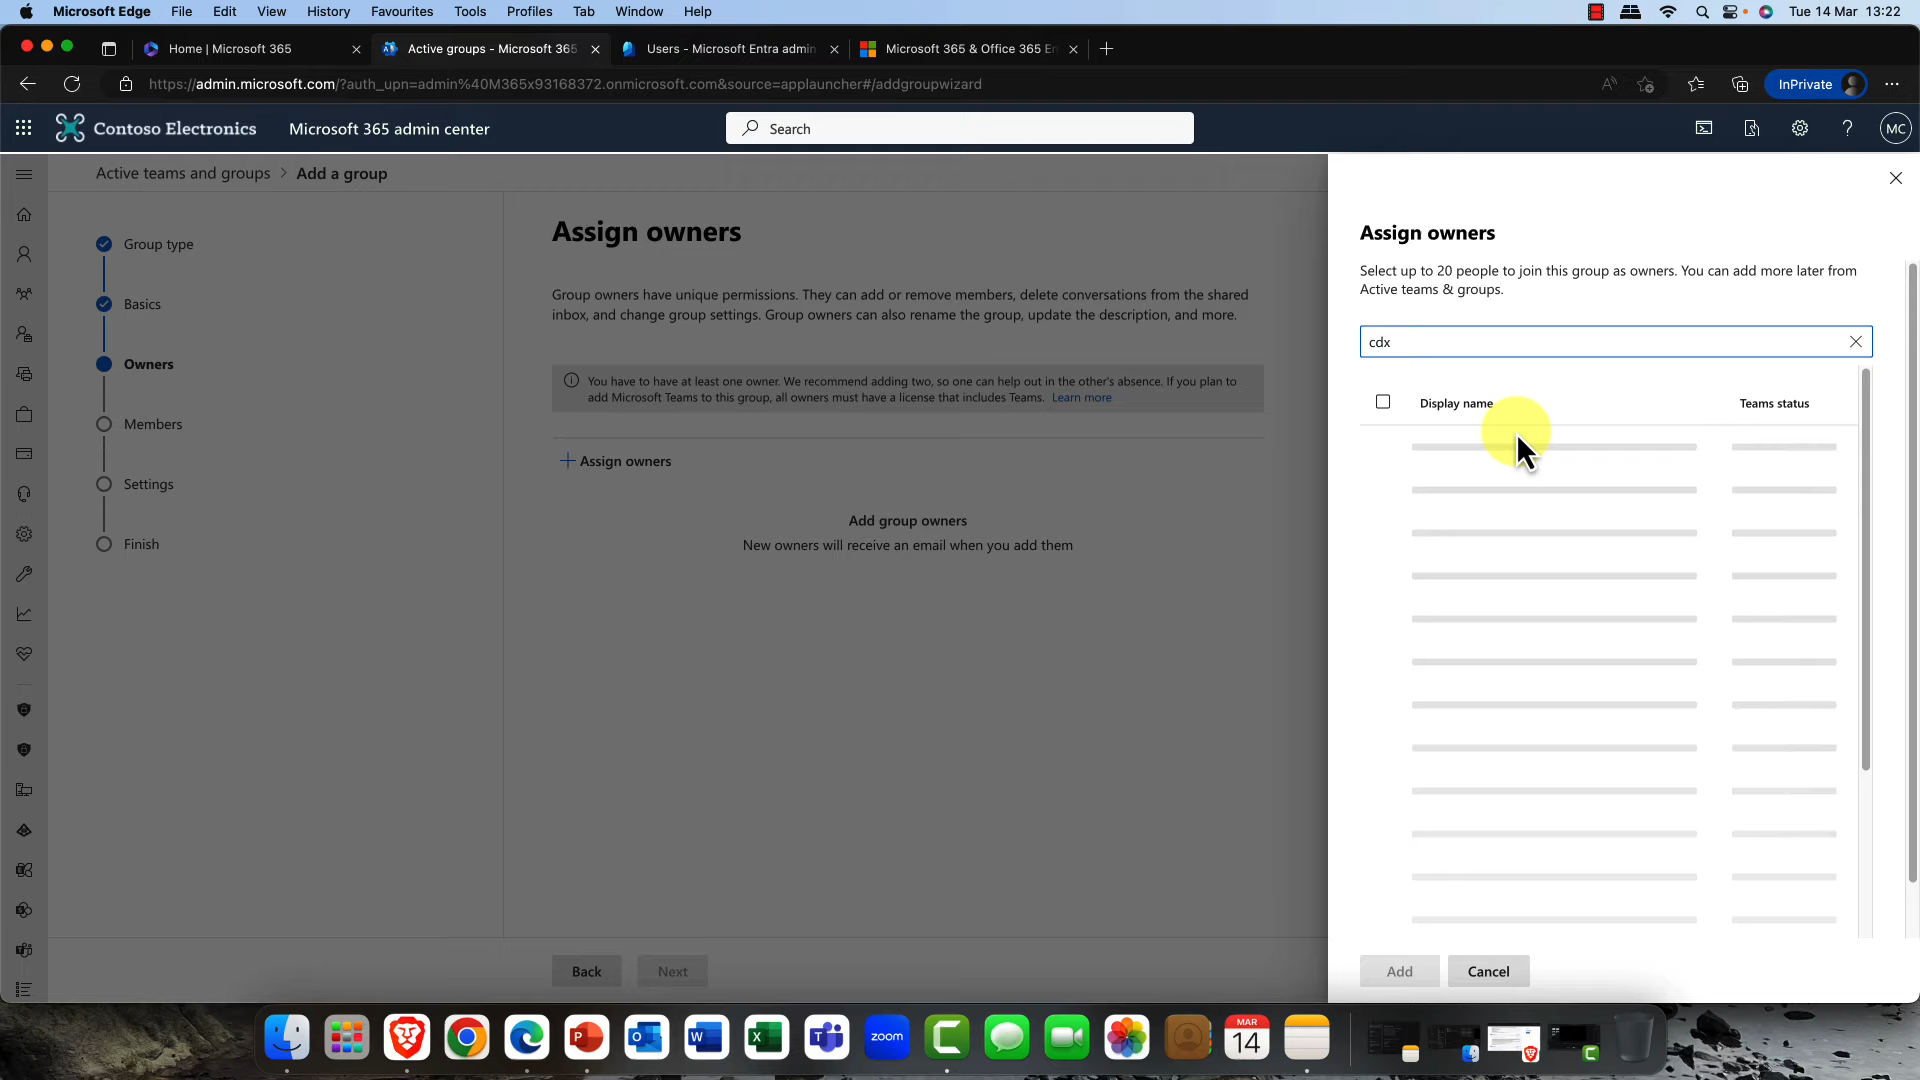 Microsoft Edge File Edit View History Favourites Tools Profiles Tab Window Help Tue 14 Mar 13:22
Home | Microsoft 365 Active groups - Microsoft 365 Users - Microsoft Entra admin Microsoft 365 & Office 365 En
https://admin.microsoft.com/?auth_upn=admin%40M365x93168372.onmicrosoft.com&source=applauncher#/addgroupwizard InPrivate
Contoso Electronics Microsoft 365 admin center Search MC
Active teams and groups > Add a group
Group type
Basics
Owners
Members
Settings
Finish
Assign owners
Group owners have unique permissions. They can add or remove members, delete conversations from the shared
inbox, and change group settings. Group owners can also rename the group, update the description, and more.
You have to have at least one owner. We recommend adding two, so one can help out in the other's absence. If you plan to
add Microsoft Teams to this group, all owners must have a license that includes Teams. Learn more
Assign owners
Add group owners
New owners will receive an email when you add them
Back Next
Assign owners
Select up to 20 people to join this group as owners. You can add more later from
Active teams & groups.
cdx
Display name Teams status
Add Cancel
zoom
MAR
14